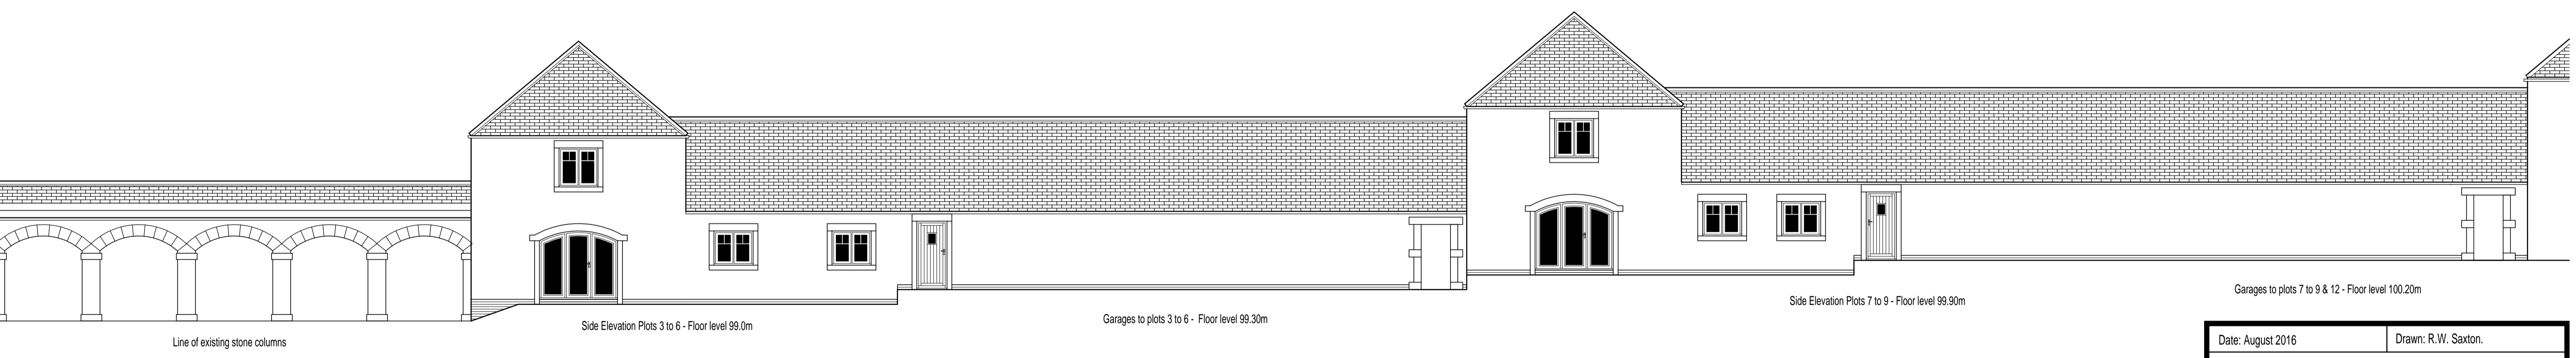 Line of existing stone columns
Side Elevation Plots 3 to 6 - Floor level 99.0m
Garages to plots 3 to 6 - Floor level 99.30m
Side Elevation Plots 7 to 9 - Floor level 99.90m
Garages to plots 7 to 9 & 12 - Floor level 100.20m
Date: August 2016
Drawn: R.W. Saxton.